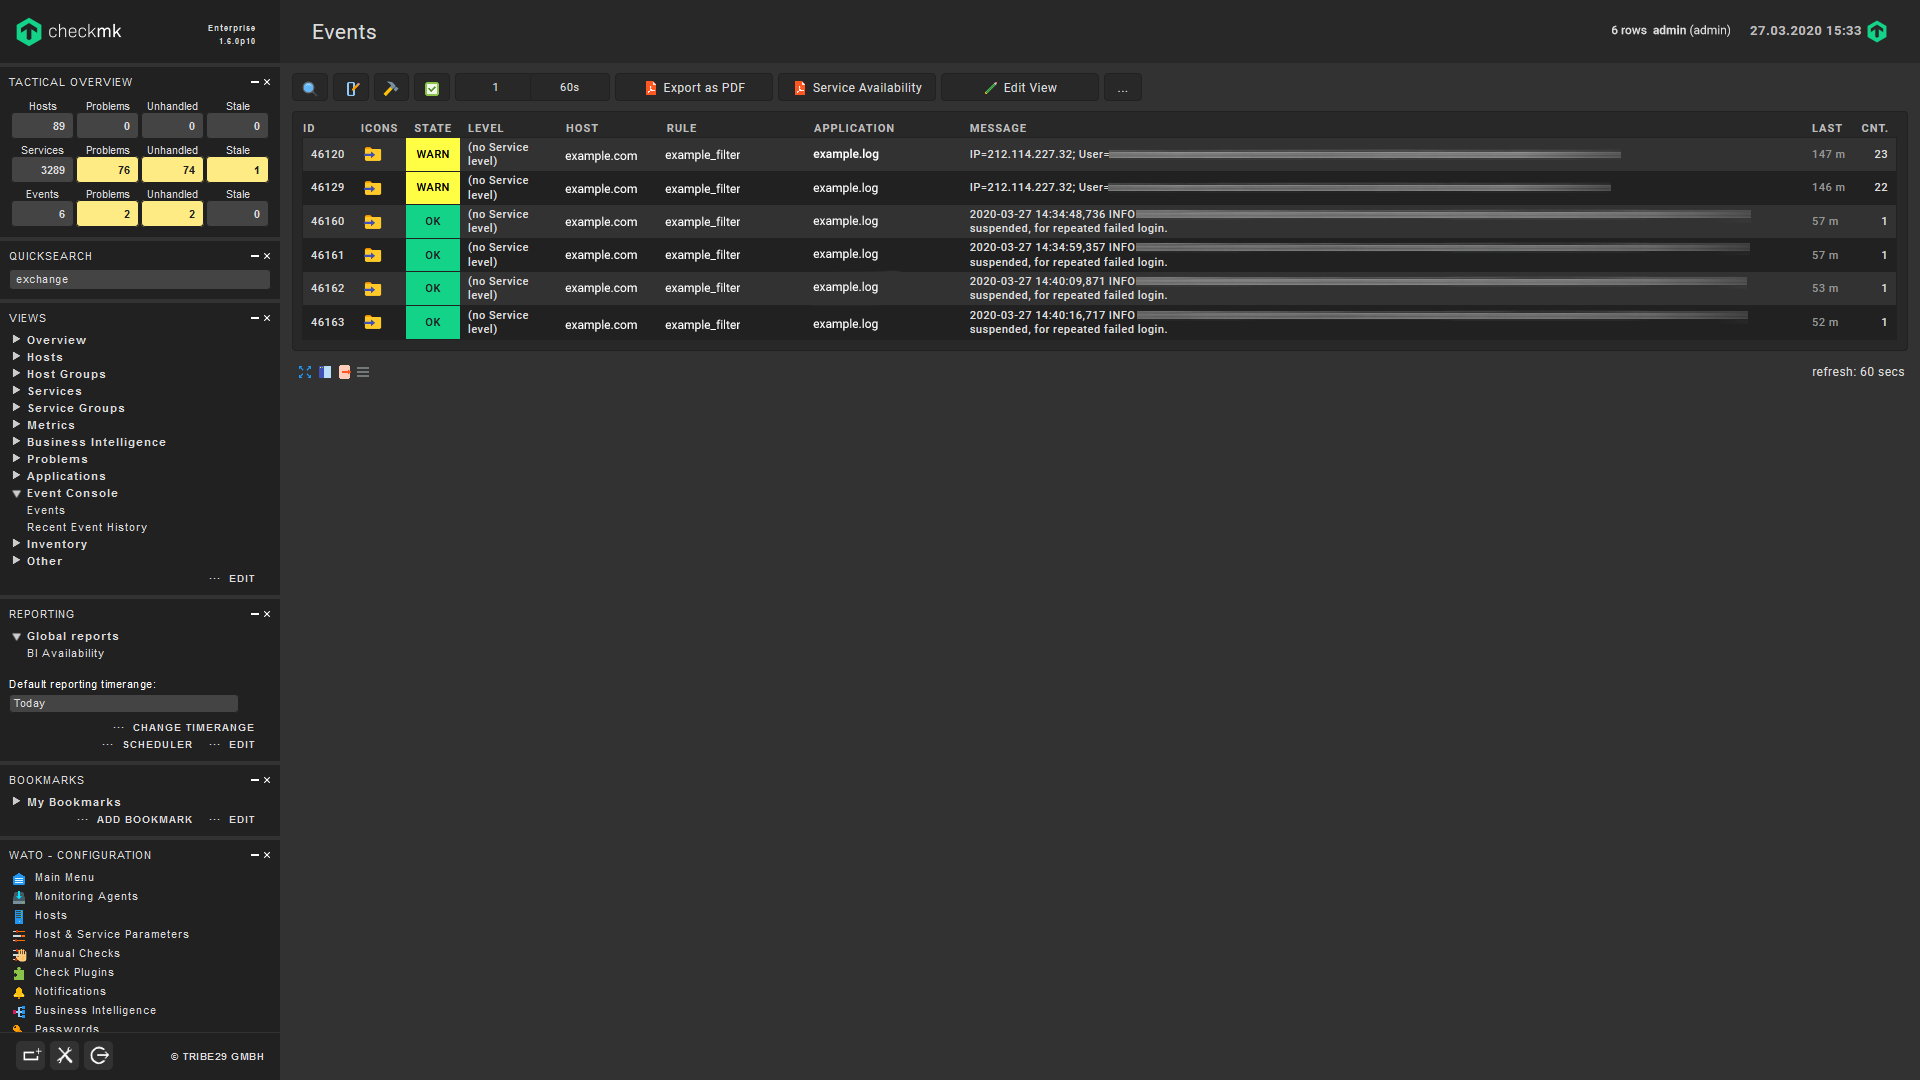 checkmk
Enterprise
1.6.0p10
Events
6 rows admin (admin) 27.03.2020 15:33
TACTICAL OVERVIEW
Hosts Problems Unhandled Stale
89 0 0 0
Services Problems Unhandled Stale
3289 76 74 1
Events Problems Unhandled Stale
6 2 2 0
QUICKSEARCH
exchange
VIEWS
Overview
Hosts
Host Groups
Services
Service Groups
Metrics
Business Intelligence
Problems
Applications
Event Console
Events
Recent Event History
Inventory
Other
··· EDIT
REPORTING
Global reports
BI Availability
Default reporting timerange:
Today
··· CHANGE TIMERANGE
··· SCHEDULER ··· EDIT
BOOKMARKS
My Bookmarks
··· ADD BOOKMARK ··· EDIT
WATO - CONFIGURATION
Main Menu
Monitoring Agents
Hosts
Host & Service Parameters
Manual Checks
Check Plugins
Notifications
Business Intelligence
Passwords
© TRIBE29 GMBH
1 60s Export as PDF Service Availability Edit View ...
ID ICONS STATE LEVEL HOST RULE APPLICATION MESSAGE LAST CNT.
46120 WARN (no Service level) example.com example_filter example.log IP=212.114.227.32; User= 147 m 23
46129 WARN (no Service level) example.com example_filter example.log IP=212.114.227.32; User= 146 m 22
46160 OK (no Service level) example.com example_filter example.log 2020-03-27 14:34:48,736 INFO
suspended, for repeated failed login. 57 m 1
46161 OK (no Service level) example.com example_filter example.log 2020-03-27 14:34:59,357 INFO
suspended, for repeated failed login. 57 m 1
46162 OK (no Service level) example.com example_filter example.log 2020-03-27 14:40:09,871 INFO
suspended, for repeated failed login. 53 m 1
46163 OK (no Service level) example.com example_filter example.log 2020-03-27 14:40:16,717 INFO
suspended, for repeated failed login. 52 m 1
refresh: 60 secs